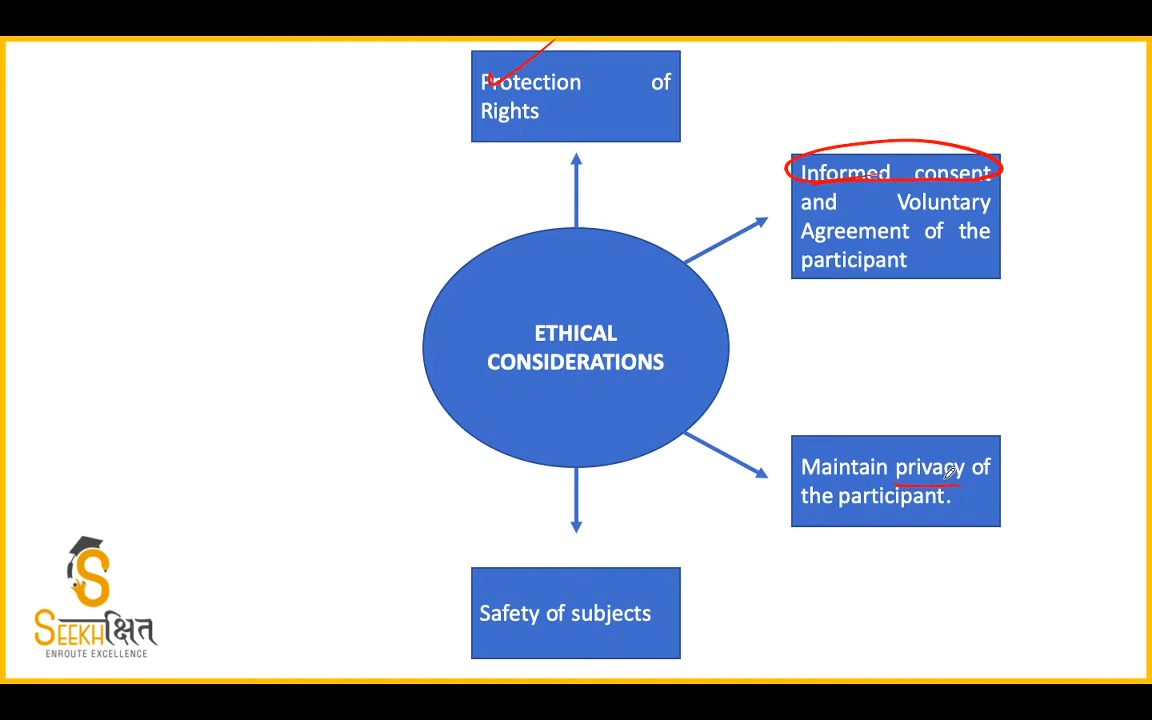 Protection of
Rights
Informed consent
and Voluntary
Agreement of the
participant
ETHICAL
CONSIDERATIONS
Maintain privacy of
the participant.
Safety of subjects
S
SEEKHक्षित
ENROUTE EXCELLENCE